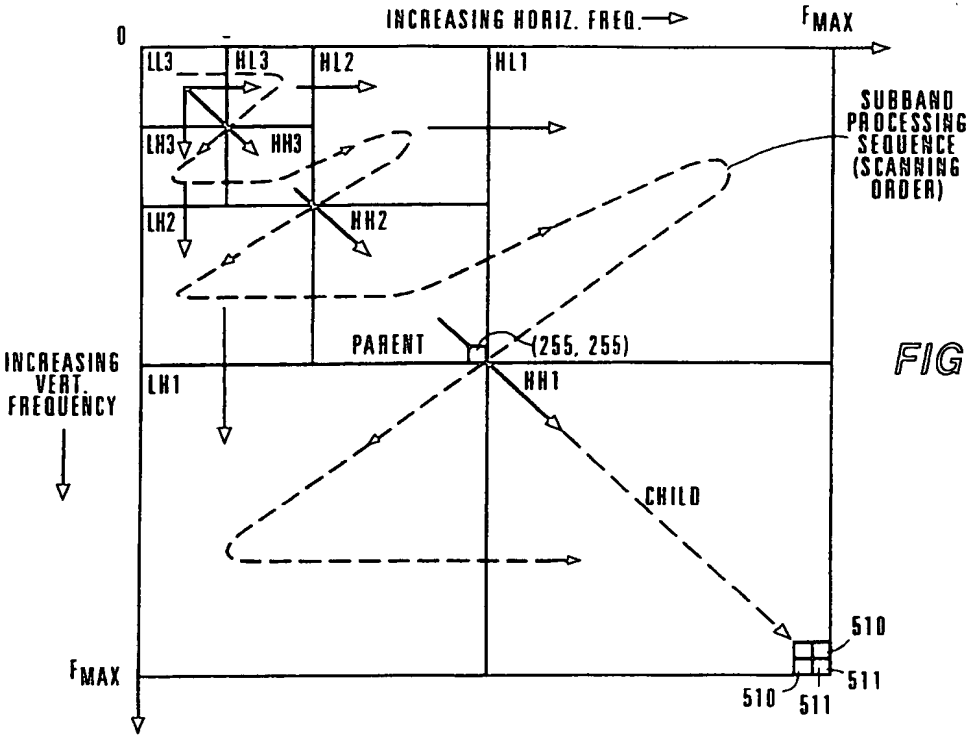 INCREASING HORIZ. FREQ.
FMAX
0
LL3
HL3
HL2
HL1
SUBBAND
PROCESSING
SEQUENCE
(SCANNING
ORDER)
LH3
HH3
LH2
HH2
PARENT
(255, 255)
INCREASING
VERT.
FREQUENCY
FIG
LH1
HH1
CHILD
510
FMAX
510
511
511